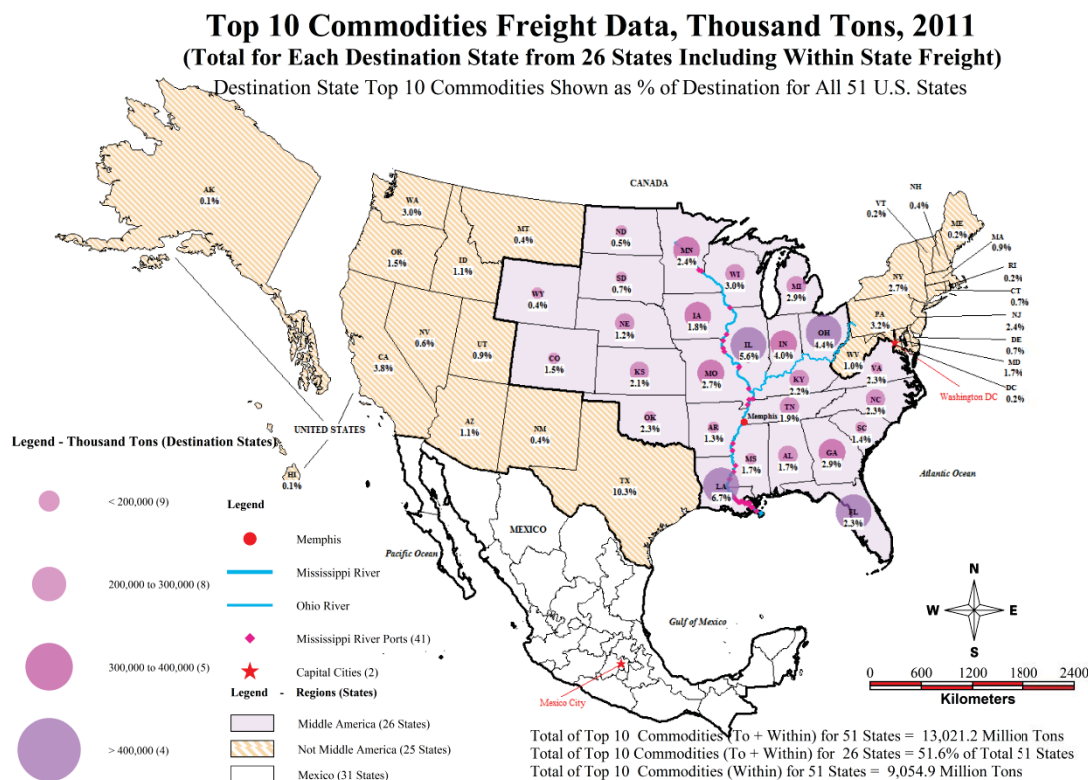 Top 10 Commodities Freight Data, Thousand Tons, 2011
(Total for Each Destination State from 26 States Including Within State Freight)
Destination State Top 10 Commodities Shown as % of Destination for All 51 U.S. States
CANADA
AK
0.1%
WA
3.0%
OR
1.5%
CA
3.8%
NV
0.6%
ID
1.1%
MT
0.4%
UT
0.9%
AZ
1.1%
NM
0.4%
TX
10.3%
HI
0.1%
WY
0.4%
CO
1.5%
ND
0.5%
SD
0.7%
NE
1.2%
KS
2.1%
OK
2.3%
MN
2.4%
IA
1.8%
MO
2.7%
AR
1.3%
LA
6.7%
WI
3.0%
IL
5.6%
MI
2.9%
IN
4.0%
OH
4.4%
KY
2.2%
TN
1.9%
Memphis
MS
1.7%
AL
1.7%
GA
2.9%
FL
2.3%
SC
1.4%
NC
2.3%
VA
2.3%
WV
1.0%
PA
3.2%
NY
2.7%
VT
0.2%
NH
0.4%
ME
0.2%
MA
0.9%
RI
0.2%
CT
0.7%
NJ
2.4%
DE
0.7%
MD
1.7%
DC
0.2%
Washington DC
UNITED STATES
MEXICO
Pacific Ocean
Atlantic Ocean
Gulf of Mexico
Mexico City
Legend - Thousand Tons (Destination States)
< 200,000 (9)
200,000 to 300,000 (8)
300,000 to 400,000 (5)
> 400,000 (4)
Legend
Memphis
Mississippi River
Ohio River
Mississippi River Ports (41)
Capital Cities (2)
Legend - Regions (States)
Middle America (26 States)
Not Middle America (25 States)
Mexico (31 States)
N
W E
S
0 600 1200 1800 2400
Kilometers
Total of Top 10 Commodities (To + Within) for 51 States = 13,021.2 Million Tons
Total of Top 10 Commodities (To + Within) for 26 States = 51.6% of Total 51 States
Total of Top 10 Commodities (Within) for 51 States = 9,054.9 Million Tons